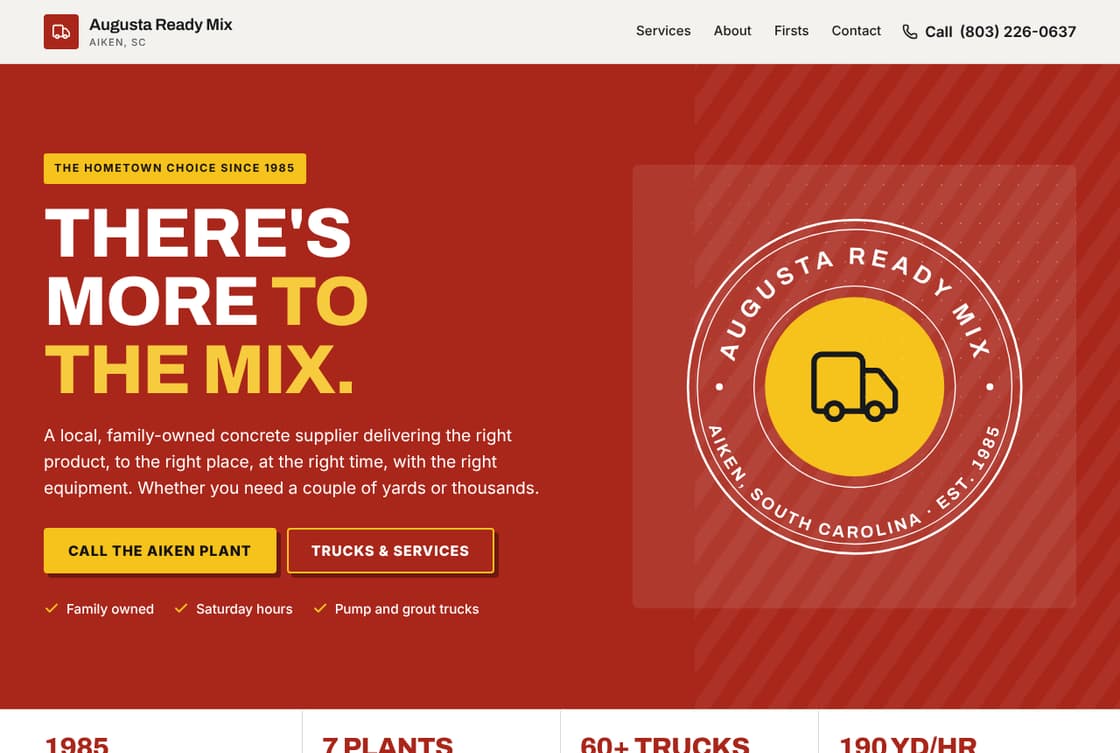 Augusta Ready Mix
AIKEN, SC
Services
About
Firsts
Contact
Call (803) 226-0637
THE HOMETOWN CHOICE SINCE 1985
THERE'S
MORE TO
THE MIX.
A local, family-owned concrete supplier delivering the right
product, to the right place, at the right time, with the right
equipment. Whether you need a couple of yards or thousands.
CALL THE AIKEN PLANT
TRUCKS & SERVICES
Family owned
Saturday hours
Pump and grout trucks
AUGUSTA READY MIX
AIKEN, SOUTH CAROLINA · EST. 1985
1985
7 PLANTS
60+ TRUCKS
190 YD/HR